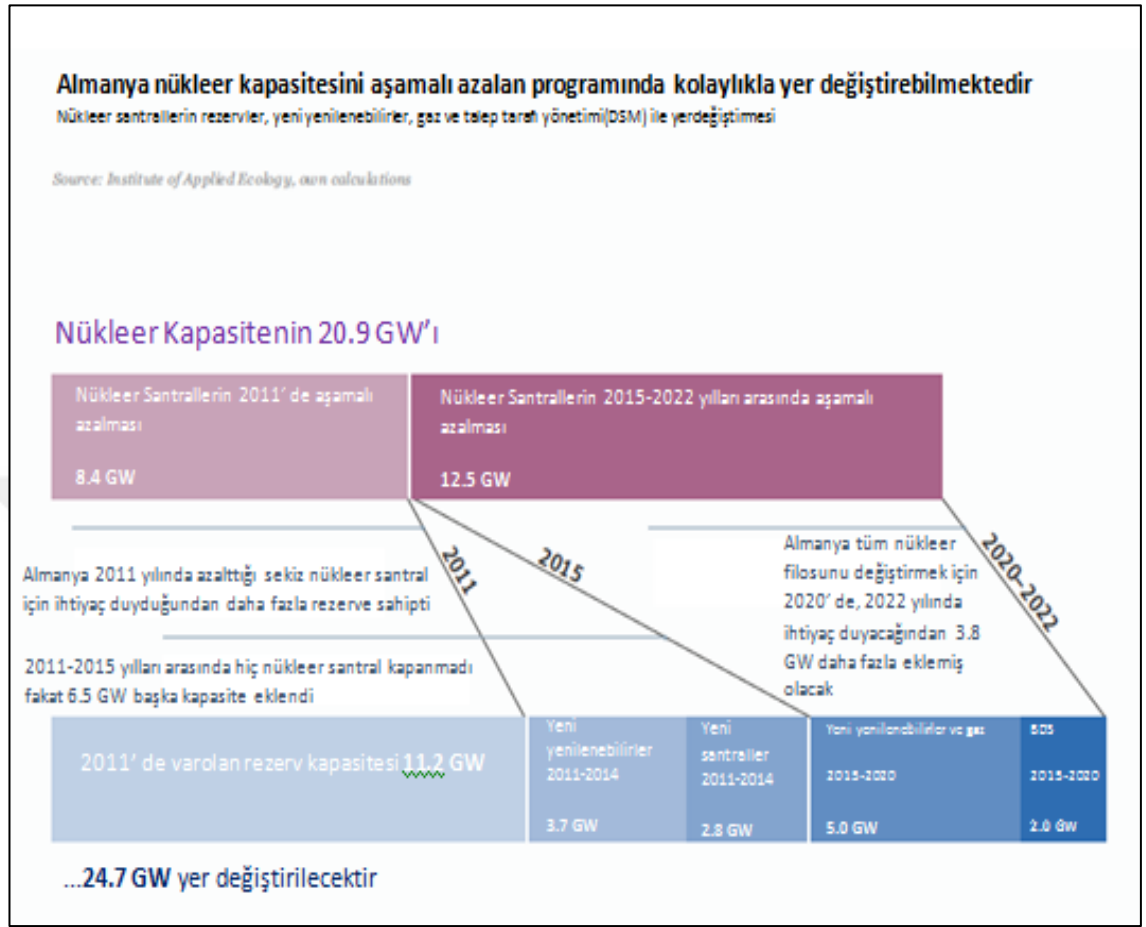 Almanya nükleer kapasitesini aşamalı azalan programında kolaylıkla yer değiştirebilmektedir
Nükleer santrallerin rezervler, yeni yenilenebilirler, gaz ve talep tarafı yönetimi(DSM) ile yerdeğiştirmesi
Source: Institute of Applied Ecology, own calculations
Nükleer Kapasitenin 20.9 GW’ı
Nükleer Santrallerin 2011’ de aşamalı
azalması
8.4 GW
Nükleer Santrallerin 2015-2022 yılları arasında aşamalı
azalması
12.5 GW
2011
2015
2020-2022
Almanya 2011 yılında azalttığı sekiz nükleer santral
için ihtiyaç duyduğundan daha fazla rezerve sahipti
Almanya tüm nükleer
filosunu değiştirmek için
2020’ de, 2022 yılında
ihtiyaç duyacağından 3.8
GW daha fazla eklemiş
olacak
2011-2015 yılları arasında hiç nükleer santral kapanmadı
fakat 6.5 GW başka kapasite eklendi
2011’ de varolan rezerv kapasitesi 11.2 GW
Yeni
yenilenebilirler
2011-2014
3.7 GW
Yeni
santraller
2011-2014
2.8 GW
Yeni yenilenebilirler ve gaz
2015-2020
5.0 GW
2015-2020
2.0 GW
...24.7 GW yer değiştirilecektir